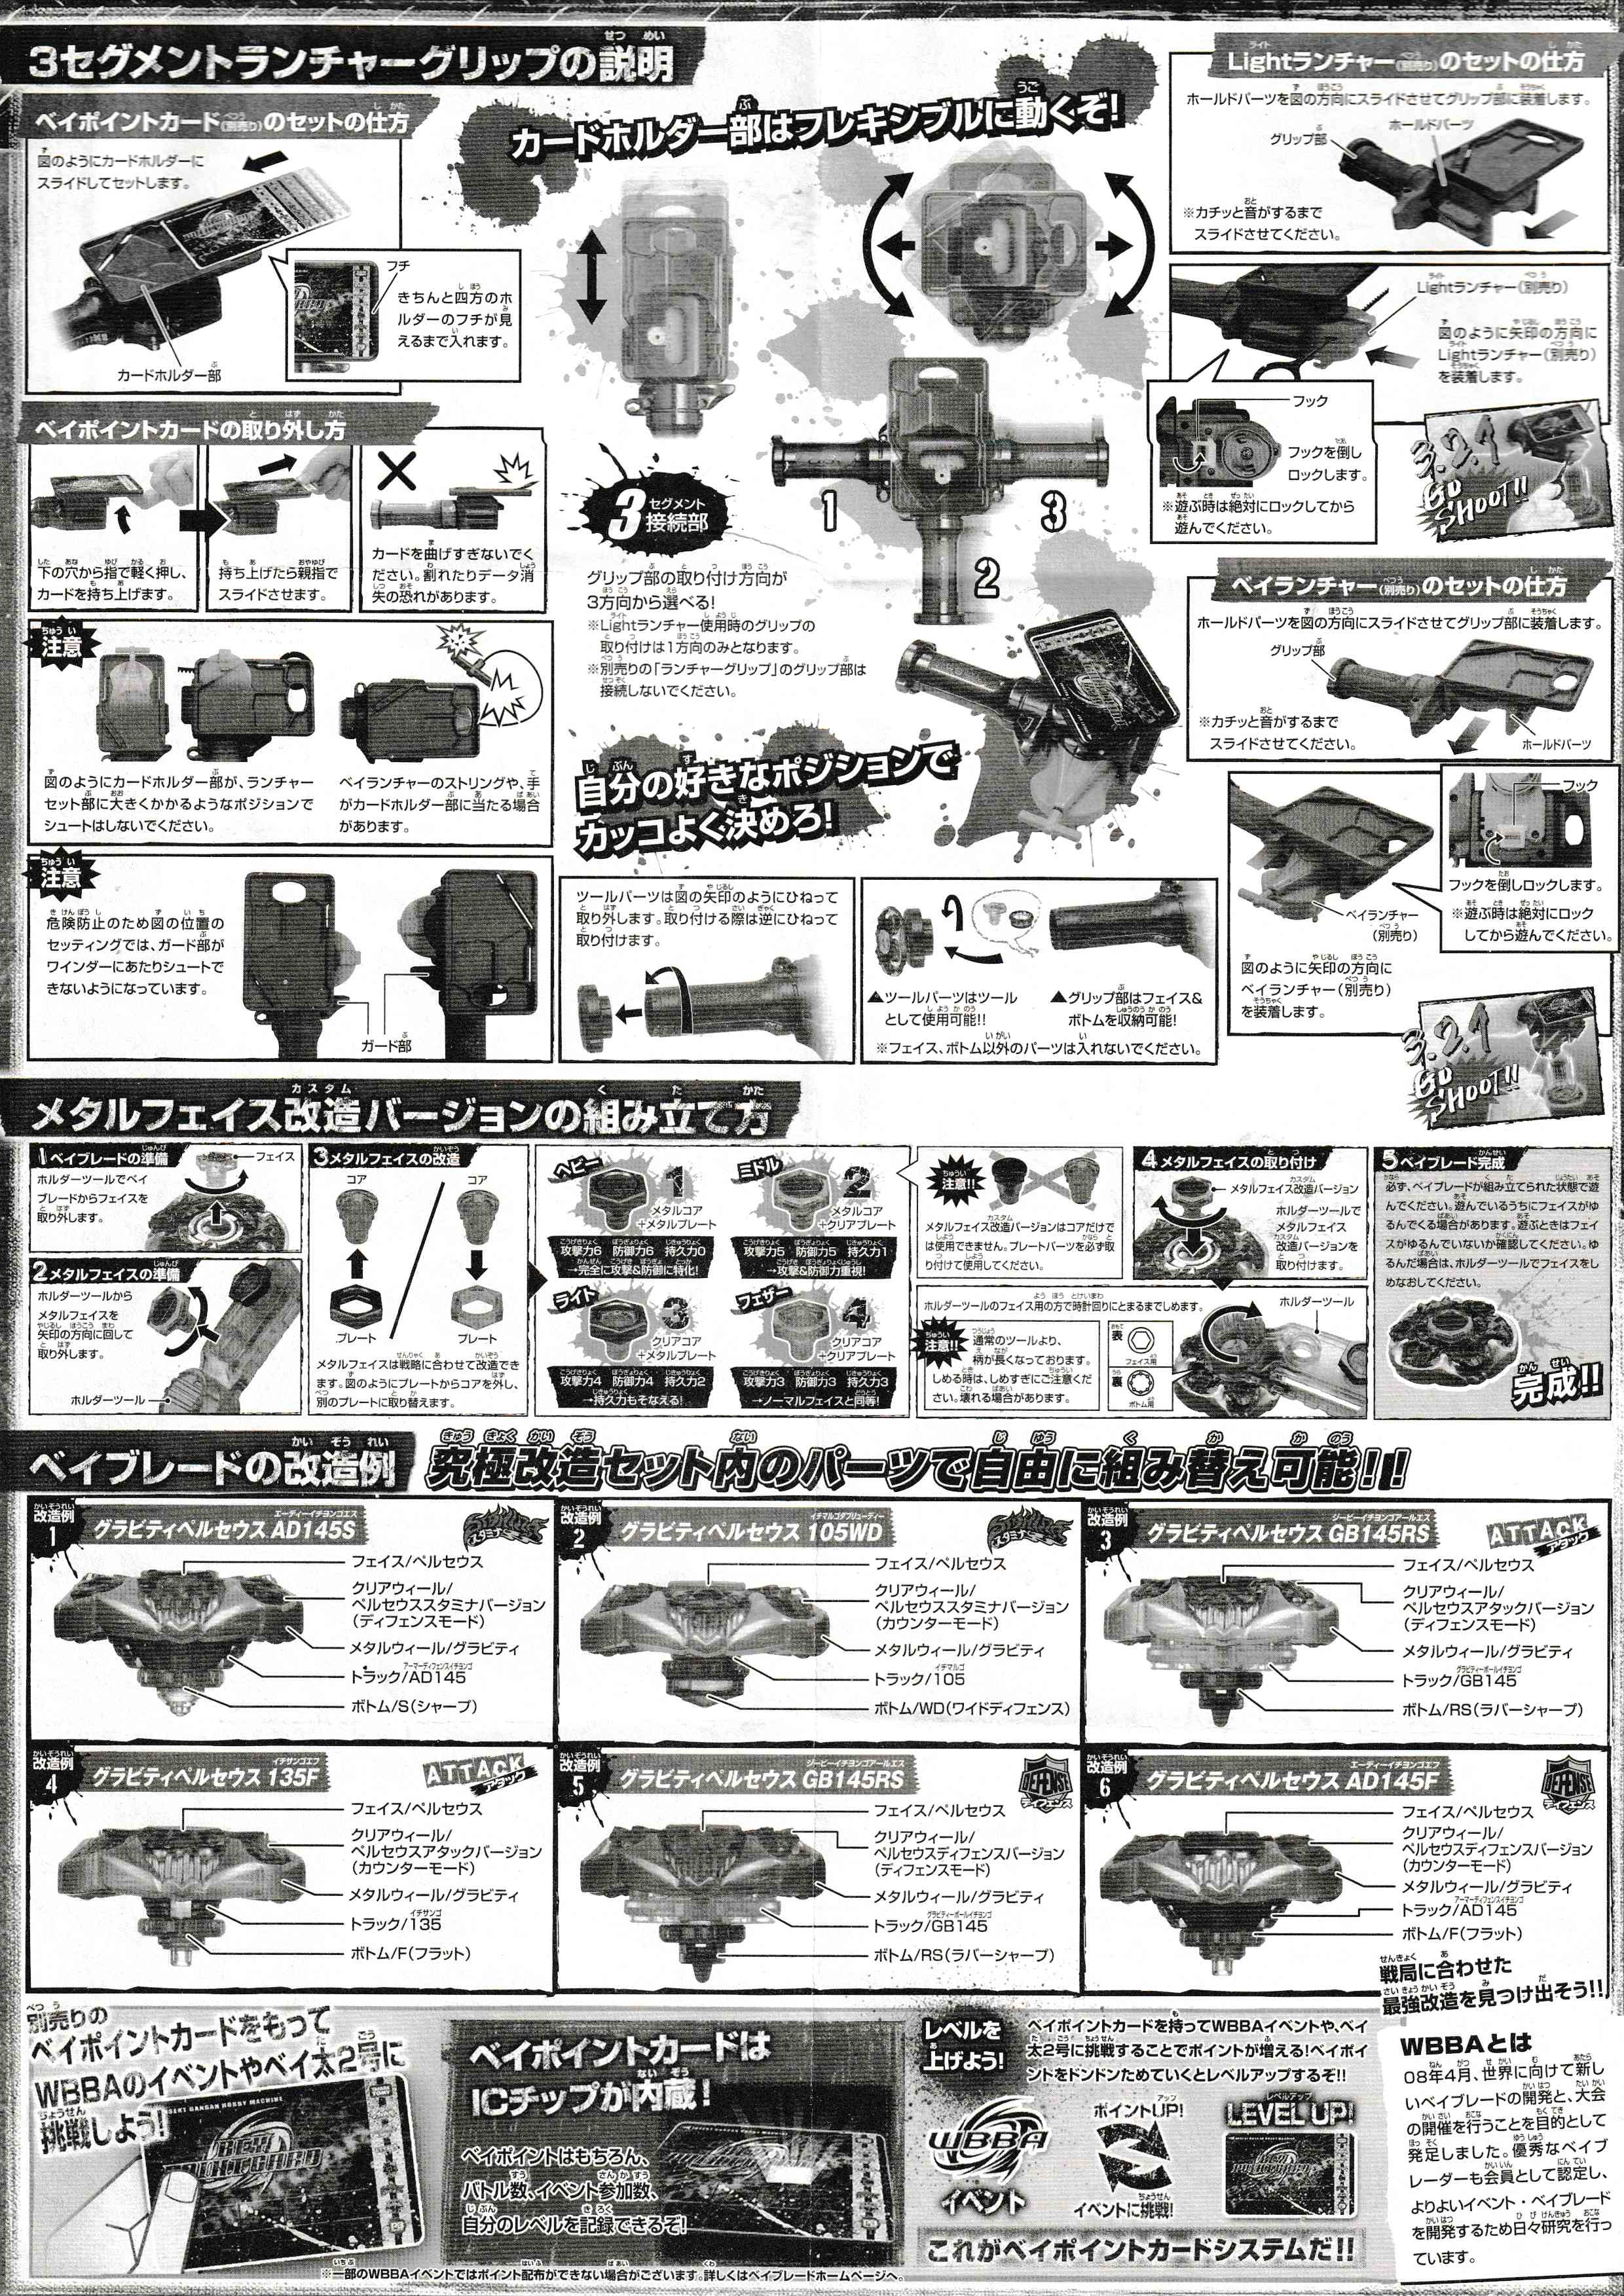 3セグメントランチャーグリップの説明
ベイポイントカード(別売り)のセットの仕方
図のようにカードホルダーに
スライドしてセットします。
フチ
きちんと四方のホ
ルダーのフチが見
えるまで入れます。
カードホルダー部
カードホルダー部はフレキシブルに動くぞ!
Lightランチャー(別売り)のセットの仕方
ホールドパーツを図の方向にスライドさせてグリップ部に装着します。
ホールドパーツ
グリップ部
※カチッと音がするまで
スライドさせてください。
Lightランチャー(別売り)
図のように矢印の方向に
Lightランチャー(別売り)
を装着します。
フック
フックを倒し
ロックします。
※遊ぶ時は絶対にロックしてから
遊んでください。
3.2.1
GO
SHOOT!!
ベイポイントカードの取り外し方
下の穴から指で軽く押し、
カードを持ち上げます。
持ち上げたら親指で
スライドさせます。
カードを曲げすぎないでく
ださい。割れたりデータ消
失の恐れがあります。
3セグメント
接続部
1
2
3
グリップ部の取り付け方向が
3方向から選べる!
※Lightランチャー使用時のグリップの
取り付けは1方向のみとなります。
※別売りの「ランチャーグリップ」のグリップ部は
接続しないでください。
注意
図のようにカードホルダー部が、ランチャー
セット部に大きくかかるようなポジションで
シュートはしないでください。
ベイランチャーのストリングや、手
がカードホルダー部に当たる場合
があります。
自分の好きなポジションで
カッコよく決めろ!
ベイランチャー(別売り)のセットの仕方
ホールドパーツを図の方向にスライドさせてグリップ部に装着します。
グリップ部
※カチッと音がするまで
スライドさせてください。
ホールドパーツ
フック
フックを倒しロックします。
※遊ぶ時は絶対にロック
してから遊んでください。
ベイランチャー
(別売り)
図のように矢印の方向に
ベイランチャー(別売り)
を装着します。
3.2.1
GO
SHOOT!!
注意
危険防止のため図の位置の
セッティングでは、ガード部が
ワインダーにあたりシュートで
きないようになっています。
ガード部
ツールパーツは図の矢印のようにひねって
取り外します。取り付ける際は逆にひねって
取り付けます。
▲ツールパーツはツール
として使用可能!!
▲グリップ部はフェイス&
ボトムを収納可能!
※フェイス、ボトム以外のパーツは入れないでください。
メタルフェイス改造バージョンの組み立て方
1ベイブレードの準備
フェイス
ホルダーツールでベイ
ブレードからフェイスを
取り外します。
2メタルフェイスの準備
ホルダーツールから
メタルフェイスを
矢印の方向に回して
取り外します。
ホルダーツール
3メタルフェイスの改造
コア
コア
プレート
プレート
メタルフェイスは戦略に合わせて改造でき
ます。図のようにプレートからコアを外し、
別のプレートに取り替えます。
ヘビー
1
メタルコア
+メタルプレート
攻撃力6 防御力6 持久力0
→完全に攻撃&防御に特化!
ミドル
2
メタルコア
+クリアプレート
攻撃力5 防御力5 持久力1
→攻撃&防御力重視!
ライト
3
クリアコア
+メタルプレート
攻撃力4 防御力4 持久力2
→持久力もそなえる!
フェザー
4
クリアコア
+クリアプレート
攻撃力3 防御力3 持久力3
→ノーマルフェイスと同等!
注意!!
メタルフェイス改造バージョンはコアだけで
は使用できません。プレートパーツを必ず取
り付けて使用してください。
4メタルフェイスの取り付け
メタルフェイス改造バージョン
ホルダーツールで
メタルフェイス
改造バージョンを
取り付けます。
ホルダーツールのフェイス用の方で時計回りにとまるまでしめます。
注意!!
通常のツールより、
柄が長くなっております。
しめる時は、しめすぎにご注意くだ
さい。壊れる場合があります。
表
フェイス用
裏
ボトム用
ホルダーツール
5ベイブレード完成
必ず、ベイブレードが組み立てられた状態で遊
んでください。遊んでいるうちにフェイスがゆ
るんでくる場合があります。遊ぶときはフェイ
スがゆるんでいないか確認してください。ゆ
るんだ場合は、ホルダーツールでフェイスをし
めなおしてください。
完成!!
ベイブレードの改造例
究極改造セット内のパーツで自由に組み替え可能!!
改造例
1
グラビティペルセウス AD145S
スタミナ
フェイス/ペルセウス
クリアウィール/
ペルセウススタミナバージョン
(ディフェンスモード)
メタルウィール/グラビティ
トラック/AD145
ボトム/S(シャープ)
改造例
2
グラビティペルセウス 105WD
スタミナ
フェイス/ペルセウス
クリアウィール/
ペルセウススタミナバージョン
(カウンターモード)
メタルウィール/グラビティ
トラック/105
ボトム/WD(ワイドディフェンス)
改造例
3
グラビティペルセウス GB145RS
ATTACK
アタック
フェイス/ペルセウス
クリアウィール/
ペルセウスアタックバージョン
(ディフェンスモード)
メタルウィール/グラビティ
トラック/GB145
ボトム/RS(ラバーシャープ)
改造例
4
グラビティペルセウス 135F
ATTACK
アタック
フェイス/ペルセウス
クリアウィール/
ペルセウスアタックバージョン
(カウンターモード)
メタルウィール/グラビティ
トラック/135
ボトム/F(フラット)
改造例
5
グラビティペルセウス GB145RS
DEFENSE
ディフェンス
フェイス/ペルセウス
クリアウィール/
ペルセウスディフェンスバージョン
(ディフェンスモード)
メタルウィール/グラビティ
トラック/GB145
ボトム/RS(ラバーシャープ)
改造例
6
グラビティペルセウス AD145F
DEFENSE
ディフェンス
フェイス/ペルセウス
クリアウィール/
ペルセウスディフェンスバージョン
(カウンターモード)
メタルウィール/グラビティ
トラック/AD145
ボトム/F(フラット)
戦局に合わせた
最強改造を見つけ出そう!!
別売りの
ベイポイントカードをもって
WBBAのイベントやベイ太2号に
挑戦しよう!
BEY
POINTCARD
ベイポイントカードは
ICチップが内蔵!
ベイポイントはもちろん、
バトル数、イベント参加数、
自分のレベルを記録できるぞ!
※一部のWBBAイベントではポイント配布ができない場合がございます。詳しくはベイブレードホームページへ。
レベルを
上げよう!
ベイポイントカードを持ってWBBAイベントや、ベイ
太2号に挑戦することでポイントが増える!ベイポイ
ントをドンドンためていくとレベルアップするぞ!!
WBBA
イベント
ポイントUP!
イベントに挑戦!
LEVEL UP!
これがベイポイントカードシステムだ!!
WBBAとは
08年4月、世界に向けて新し
いベイブレードの開発と、大会
の開催を行うことを目的として
発足しました。優秀なベイブ
レーダーも会員として認定し、
よりよいイベント・ベイブレード
を開発するため日々研究を行っ
ています。